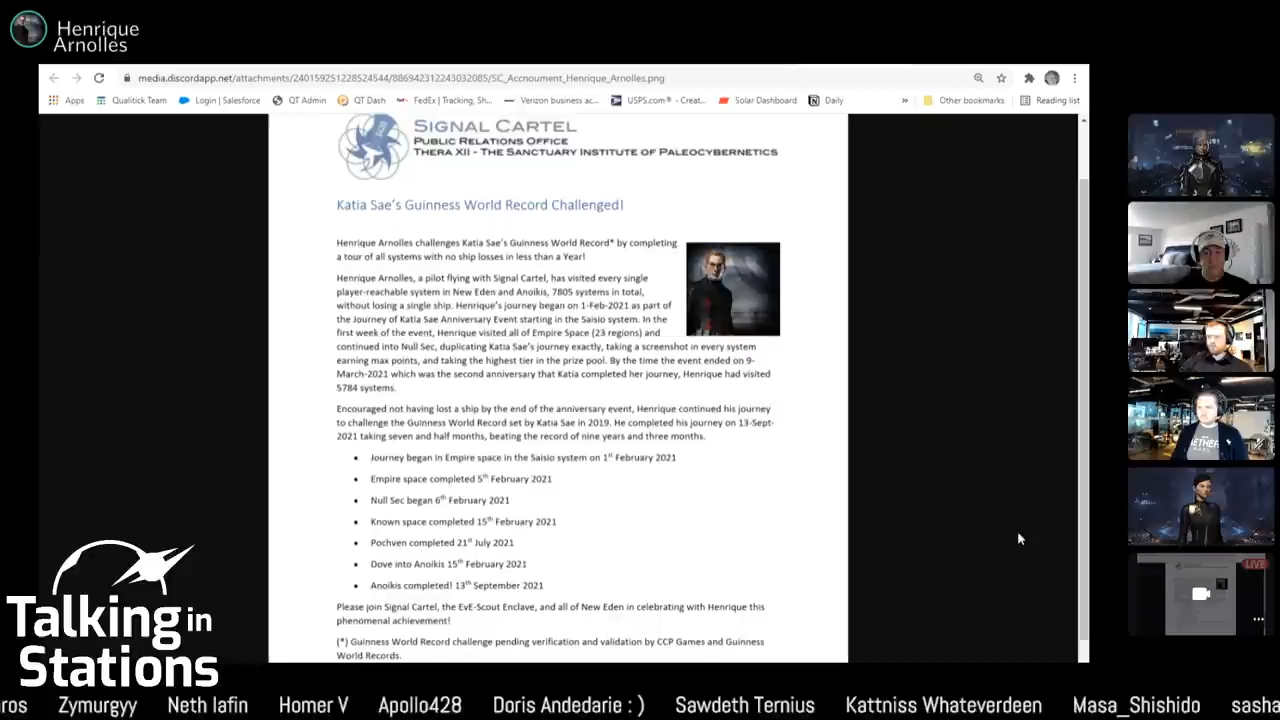 Henrique
Arnolles
media.discordapp.net/attachments/240159251228524544/886942312243032085/SC_Accnoument_Henrique_Arnolles.png
Apps
Qualitick Team
Login | Salesforce
QT Admin
QT Dash
FedEx | Tracking, Sh...
Verizon business ac...
USPS.com® - Creat...
Solar Dashboard
Daily
»
Other bookmarks
Reading list
Signal Cartel
Public Relations Office
Thera XII - The Sanctuary Institute of Paleocybernetics
Katia Sae's Guinness World Record Challenged!
Henrique Arnolles challenges Katia Sae's Guinness World Record* by completing
a tour of all systems with no ship losses in less than a Year!
Henrique Arnolles, a pilot flying with Signal Cartel, has visited every single
player-reachable system in New Eden and Anoikis, 7805 systems in total,
without losing a single ship. Henrique's journey began on 1-Feb-2021 as part of
the Journey of Katia Sae Anniversary Event starting in the Saisio system. In the
first week of the event, Henrique visited all of Empire Space (23 regions) and
continued into Null Sec, duplicating Katia Sae's journey exactly, taking a screenshot in every system
earning max points, and taking the highest tier in the prize pool. By the time the event ended on 9-
March-2021 which was the second anniversary that Katia completed her journey, Henrique had visited
5784 systems.
Encouraged not having lost a ship by the end of the anniversary event, Henrique continued his journey
to challenge the Guinness World Record set by Katia Sae in 2019. He completed his journey on 13-Sept-
2021 taking seven and half months, beating the record of nine years and three months.
• Journey began in Empire space in the Saisio system on 1st February 2021
• Empire space completed 5th February 2021
• Null Sec began 6th February 2021
• Known space completed 15th February 2021
• Pochven completed 21st July 2021
• Dove into Anoikis 15th February 2021
• Anoikis completed! 13th September 2021
Please join Signal Cartel, the EvE-Scout Enclave, and all of New Eden in celebrating with Henrique this
phenomenal achievement!
(*) Guinness World Record challenge pending verification and validation by CCP Games and Guinness
World Records.
LIVE
Talking in
Stations
ros Zymurgyy Neth Iafin Homer V Apollo428 Doris Andedarie : ) Sawdeth Ternius Kattniss Whateverdeen Masa_Shishido sasha